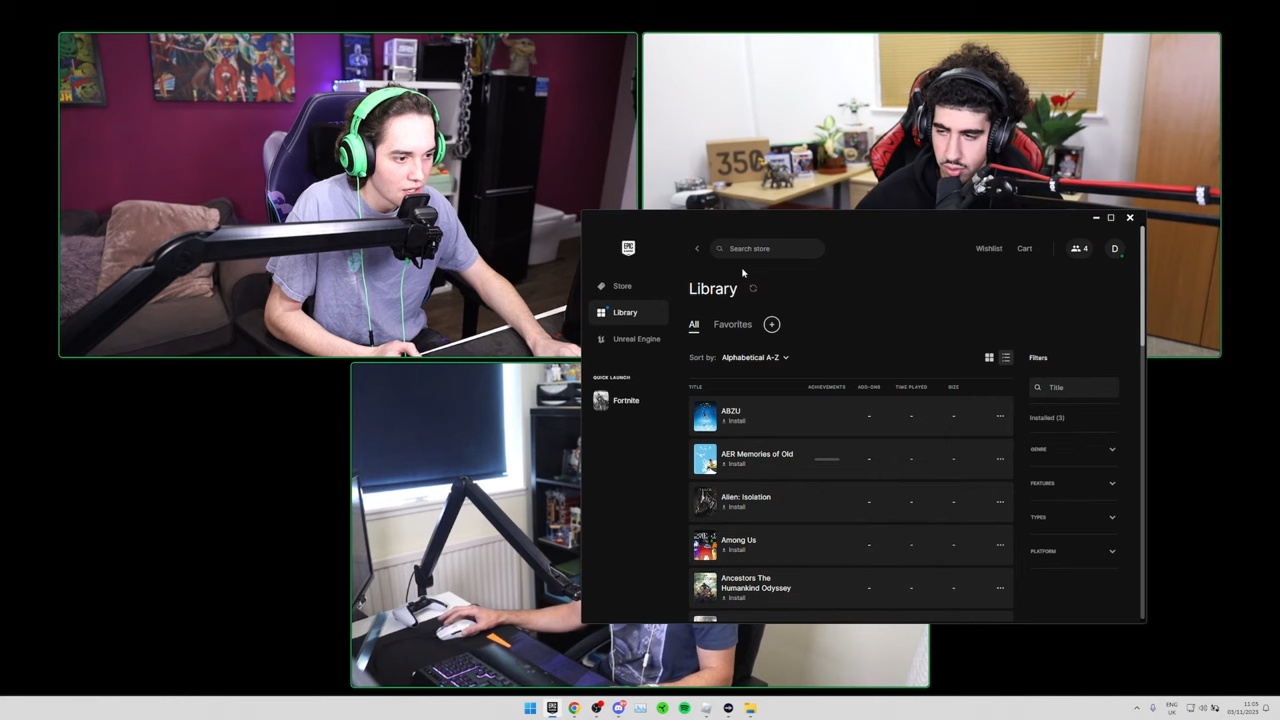 350
EPIC
GAMES
Search store
Wishlist
Cart
4
D
Store
Library
Unreal Engine
QUICK LAUNCH
Fortnite
Library
All
Favorites
Sort by: Alphabetical A-Z
Filters
TITLE
ACHIEVEMENTS
ADD-ONS
TIME PLAYED
SIZE
Title
ABZU
Install
- - -
Installed (3)
AER Memories of Old
Install
- - -
GENRE
Alien: Isolation
Install
- - -
FEATURES
Among Us
Install
- - -
TYPES
Ancestors The
Humankind Odyssey
Install
- - -
PLATFORM
ENG
UK
11:05
03/11/2023